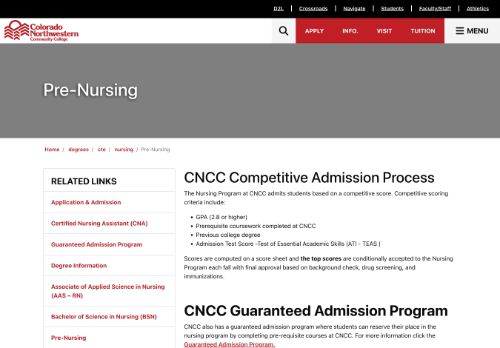 D2L
Crossroads
Navigate
Students
Faculty/Staff
Athletics
Colorado
Northwestern
Community College
APPLY
INFO.
VISIT
TUITION
MENU
Pre-Nursing
Home / degrees / cte / nursing / Pre-Nursing
RELATED LINKS
Application & Admission
Certified Nursing Assistant (CNA)
Guaranteed Admission Program
Degree Information
Associate of Applied Science in Nursing
(AAS – RN)
Bachelor of Science in Nursing (BSN)
Pre-Nursing
CNCC Competitive Admission Process
The Nursing Program at CNCC admits students based on a competitive score. Competitive scoring
criteria include:
• GPA (2.8 or higher)
• Prerequisite coursework completed at CNCC
• Previous college degree
• Admission Test Score -Test of Essential Academic Skills (ATI - TEAS )
Scores are computed on a score sheet and the top scores are conditionally accepted to the Nursing
Program each fall with final approval based on background check, drug screening, and
immunizations.
CNCC Guaranteed Admission Program
CNCC also has a guaranteed admission program where students can reserve their place in the
nursing program by completing pre-requisite courses at CNCC. For more information click the
Guaranteed Admission Program.